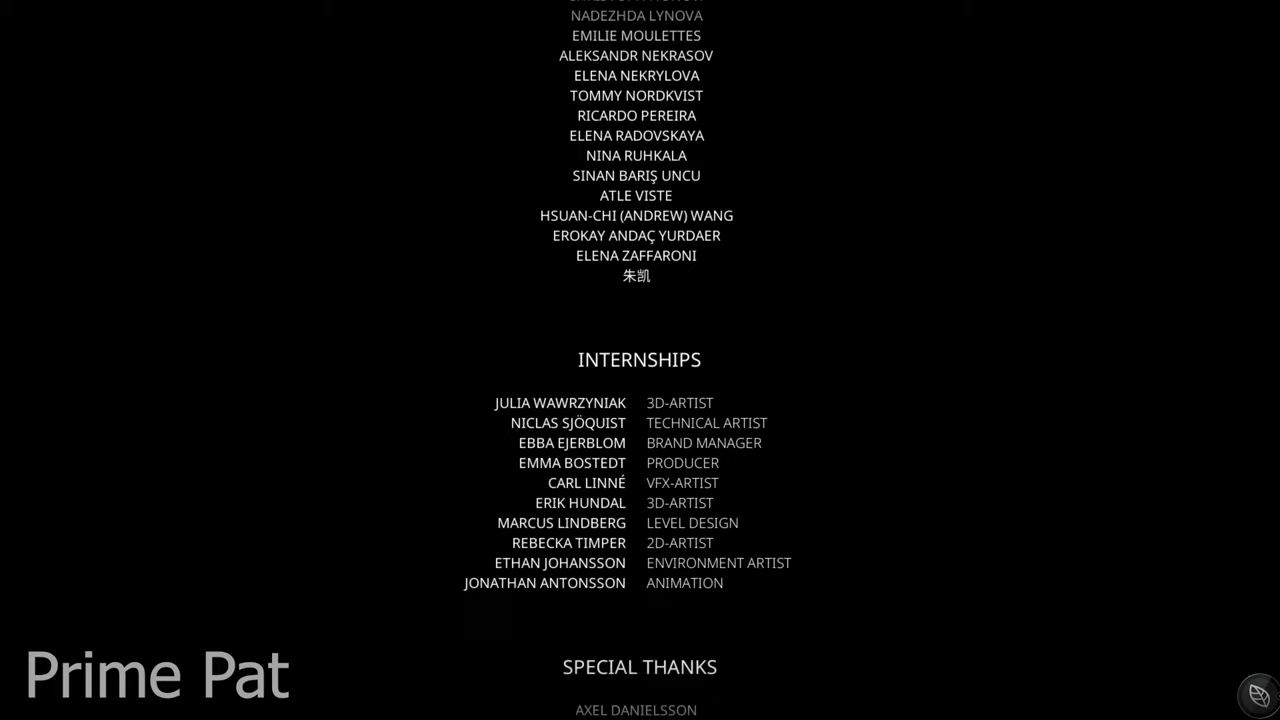 NADEZHDA LYNOVA
EMILIE MOULETTES
ALEKSANDR NEKRASOV
ELENA NEKRYLOVA
TOMMY NORDKVIST
RICARDO PEREIRA
ELENA RADOVSKAYA
NINA RUHKALA
SINAN BARIŞ UNCU
ATLE VISTE
HSUAN-CHI (ANDREW) WANG
EROKAY ANDAÇ YURDAER
ELENA ZAFFARONI
朱凯
INTERNSHIPS
JULIA WAWRZYNIAK 3D-ARTIST
NICLAS SJÖQUIST TECHNICAL ARTIST
EBBA EJERBLOM BRAND MANAGER
EMMA BOSTEDT PRODUCER
CARL LINNÉ VFX-ARTIST
ERIK HUNDAL 3D-ARTIST
MARCUS LINDBERG LEVEL DESIGN
REBECKA TIMPER 2D-ARTIST
ETHAN JOHANSSON ENVIRONMENT ARTIST
JONATHAN ANTONSSON ANIMATION
SPECIAL THANKS
AXEL DANIELSSON
Prime Pat